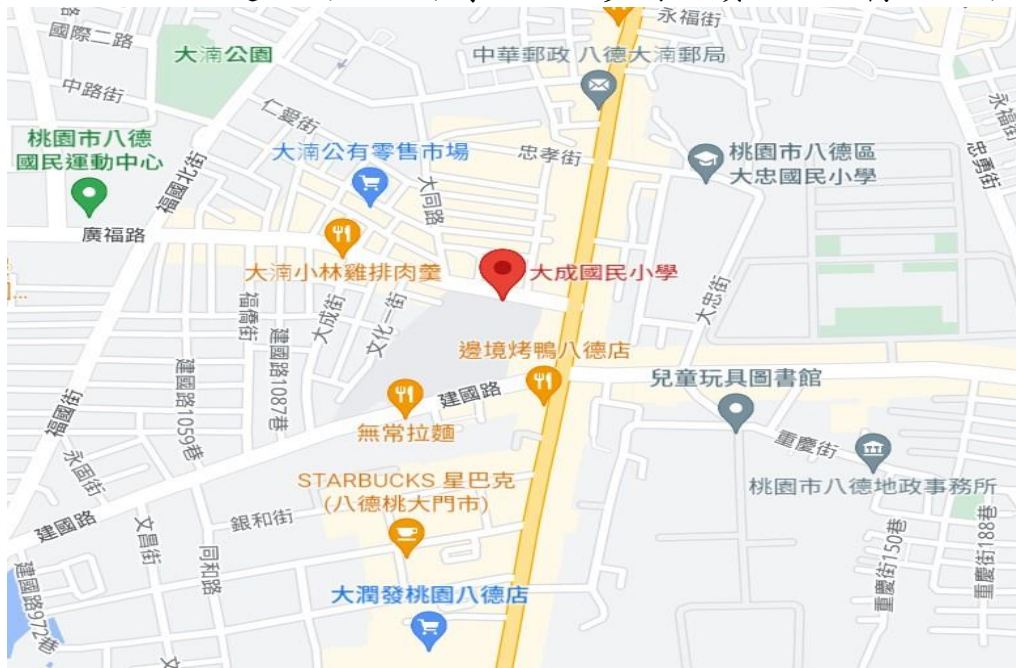 永福街
國際二路
大湳公園
中華郵政 八德大湳郵局
中路街
仁愛街
永福街
桃園市八德
國民運動中心
大湳公有零售市場
忠孝街
桃園市八德區
大忠國民小學
忠勇街
福國北街
大同路
廣福路
大湳小林雞排肉羹
大成國民小學
大忠街
福僑街
大成街
文化一街
邊境烤鴨八德店
建國路1087巷
建國路1059巷
兒童玩具圖書館
建國路
福國街
無常拉麵
重慶街
永固街
STARBUCKS 星巴克
(八德桃大門市)
桃園市八德地政事務所
建國路
文昌街
銀和街
同和路
重慶街150巷
重慶街188巷
建國路972巷
大潤發桃園八德店